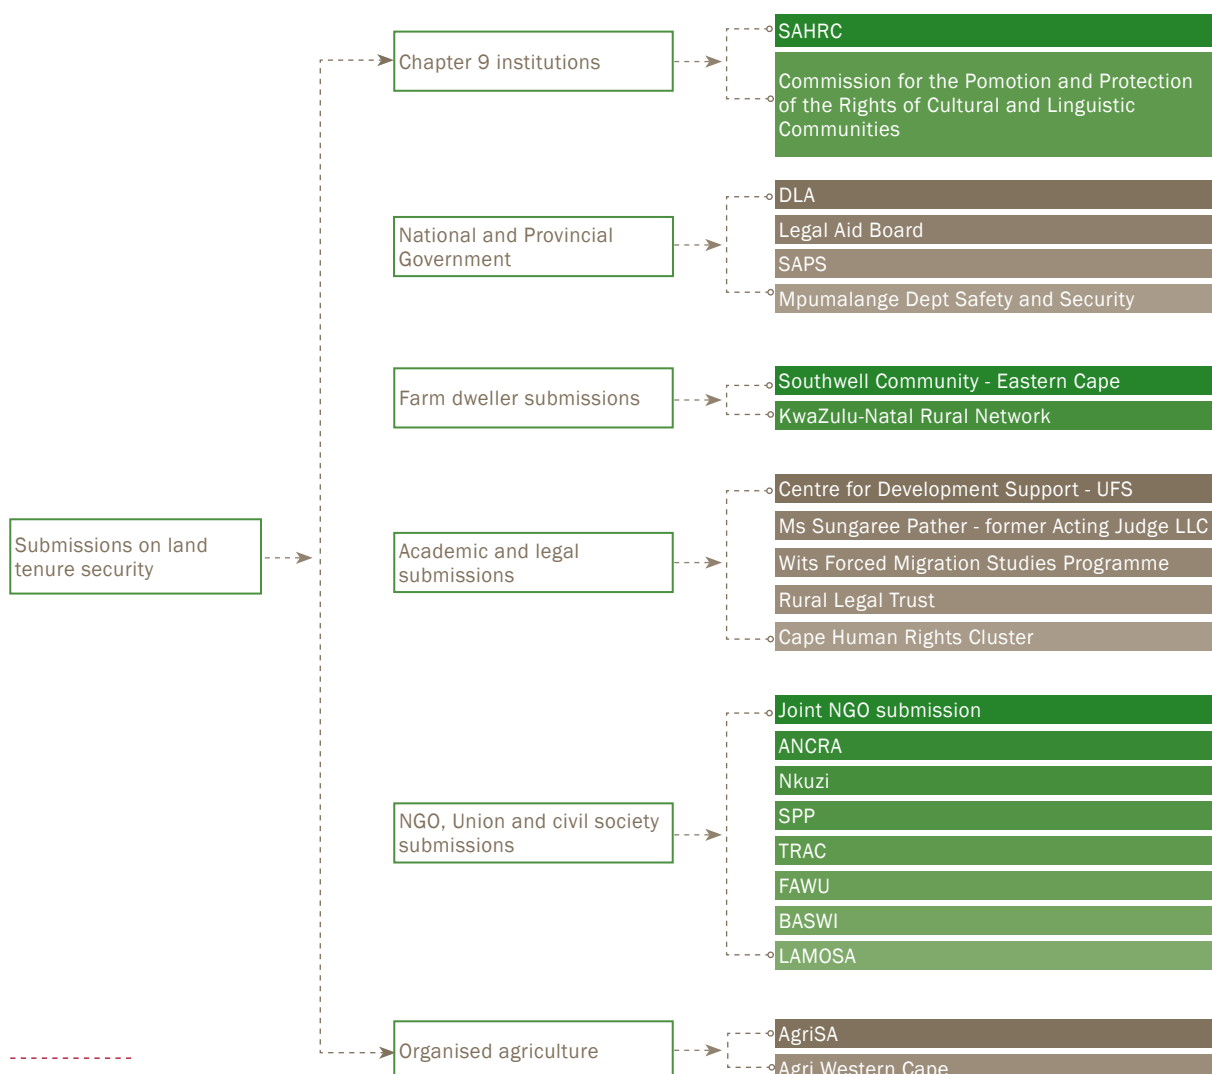 Submissions on land
tenure security
Chapter 9 institutions
SAHRC
Commission for the Pomotion and Protection
of the Rights of Cultural and Linguistic
Communities
National and Provincial
Government
DLA
Legal Aid Board
SAPS
Mpumalange Dept Safety and Security
Farm dweller submissions
Southwell Community - Eastern Cape
KwaZulu-Natal Rural Network
Academic and legal
submissions
Centre for Development Support - UFS
Ms Sungaree Pather - former Acting Judge LLC
Wits Forced Migration Studies Programme
Rural Legal Trust
Cape Human Rights Cluster
NGO, Union and civil society
submissions
Joint NGO submission
ANCRA
Nkuzi
SPP
TRAC
FAWU
BASWI
LAMOSA
Organised agriculture
AgriSA
Agri Western Cape